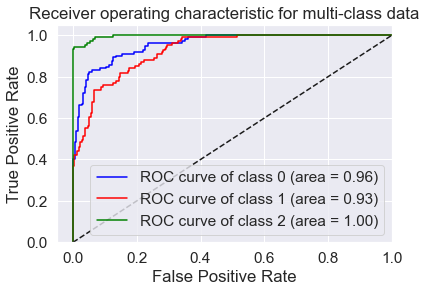 Receiver operating characteristic for multi-class data
True Positive Rate
1.0
0.8
0.6
0.4
0.2
0.0
ROC curve of class 0 (area = 0.96)
ROC curve of class 1 (area = 0.93)
ROC curve of class 2 (area = 1.00)
0.0 0.2 0.4 0.6 0.8 1.0
False Positive Rate